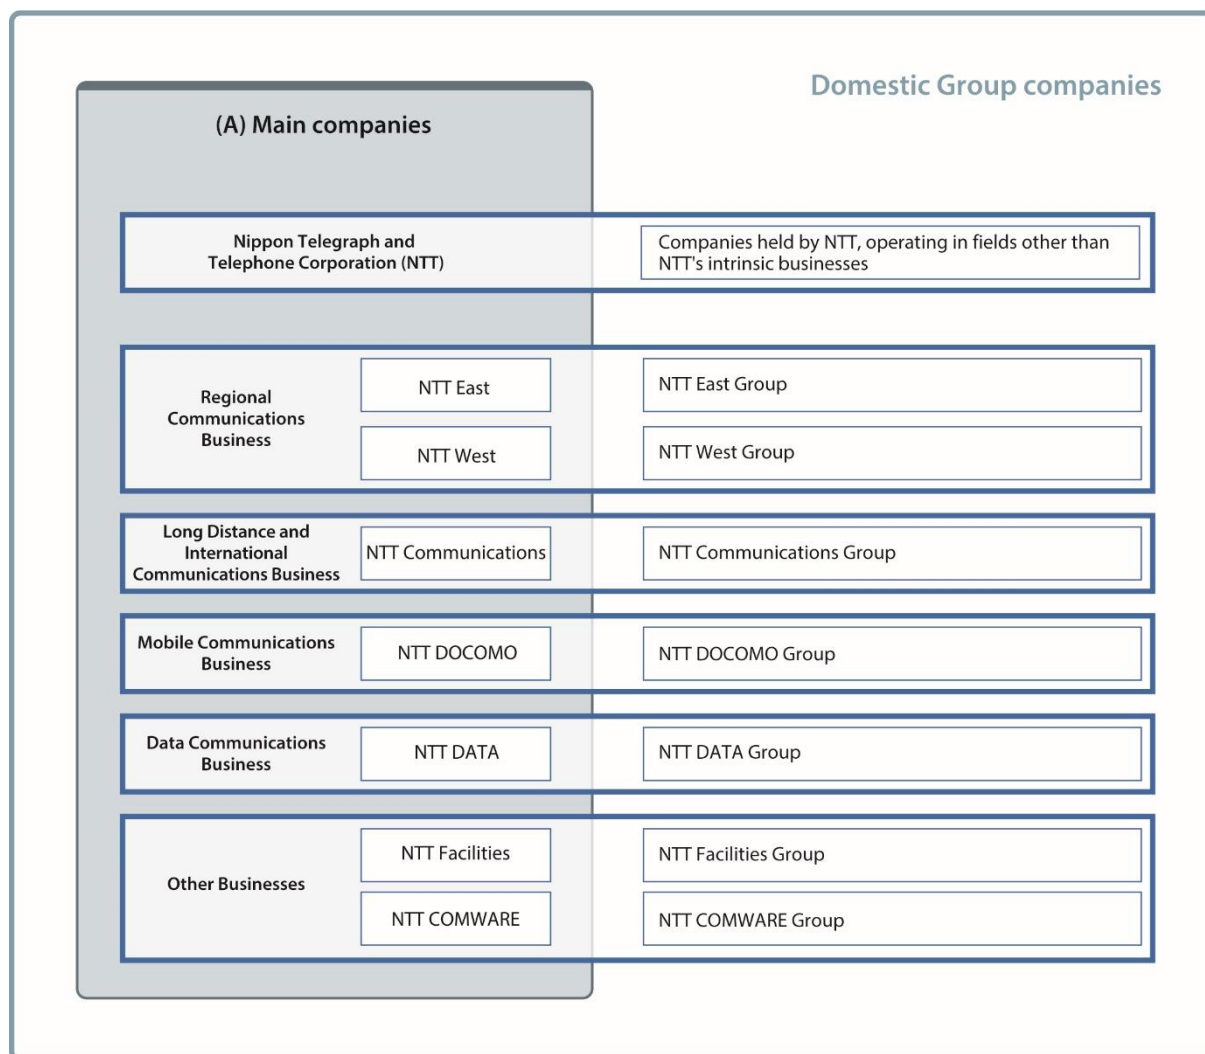 Domestic Group companies
(A) Main companies
Nippon Telegraph and
Telephone Corporation (NTT)
Companies held by NTT, operating in fields other than
NTT's intrinsic businesses
Regional
Communications
Business
NTT East
NTT East Group
NTT West
NTT West Group
Long Distance and
International
Communications Business
NTT Communications
NTT Communications Group
Mobile Communications
Business
NTT DOCOMO
NTT DOCOMO Group
Data Communications
Business
NTT DATA
NTT DATA Group
Other Businesses
NTT Facilities
NTT Facilities Group
NTT COMWARE
NTT COMWARE Group